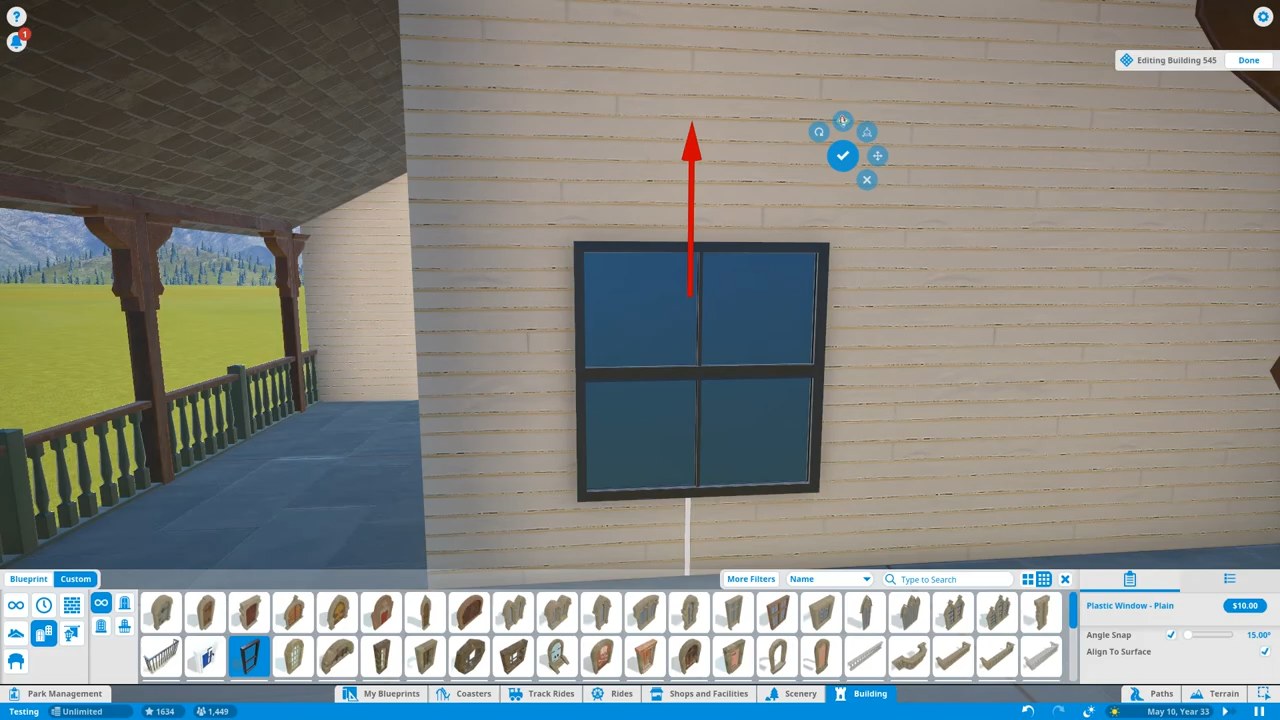 ?
1
Editing Building 545
Done
Blueprint
Custom
More Filters
Name
Type to Search
Plastic Window - Plain
$10.00
Angle Snap
15.00°
Align To Surface
Park Management
My Blueprints
Coasters
Track Rides
Rides
Shops and Facilities
Scenery
Building
Paths
Terrain
Testing
Unlimited
1634
1,449
May 10, Year 33